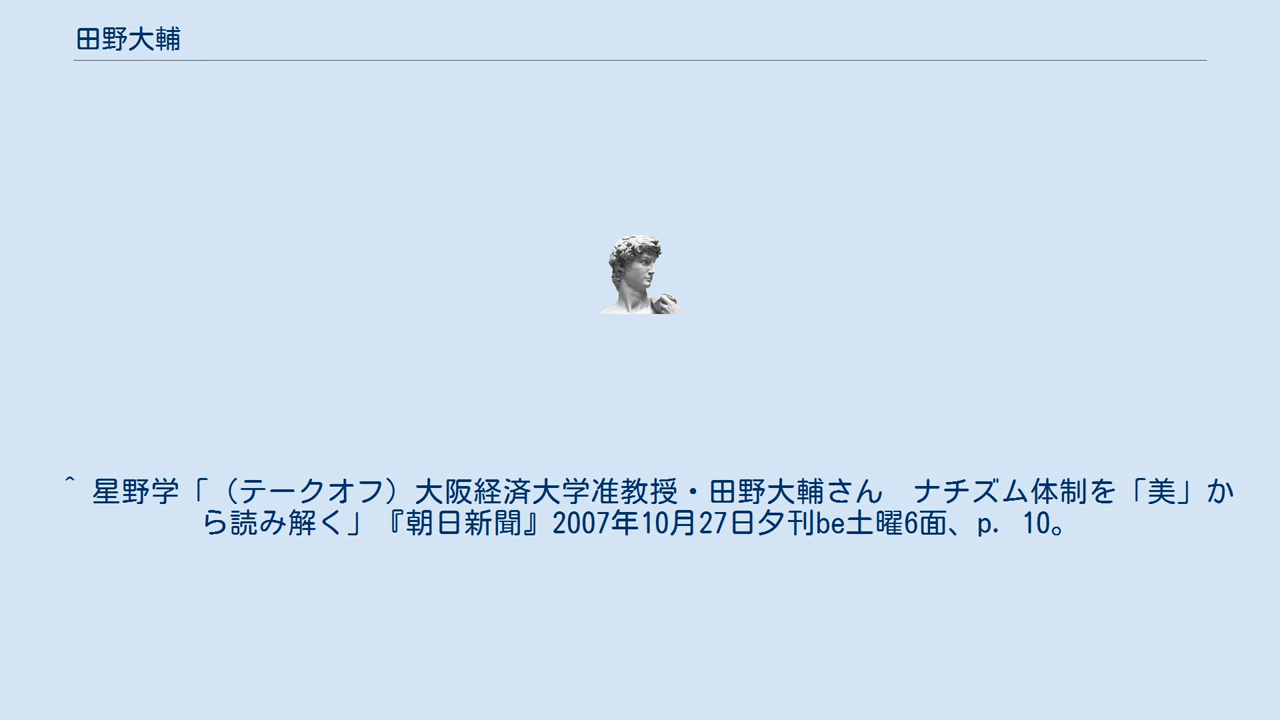 田野大輔
^ 星野学「（テークオフ）大阪経済大学准教授・田野大輔さん　ナチズム体制を「美」か
ら読み解く」『朝日新聞』2007年10月27日夕刊be土曜6面、p. 10。